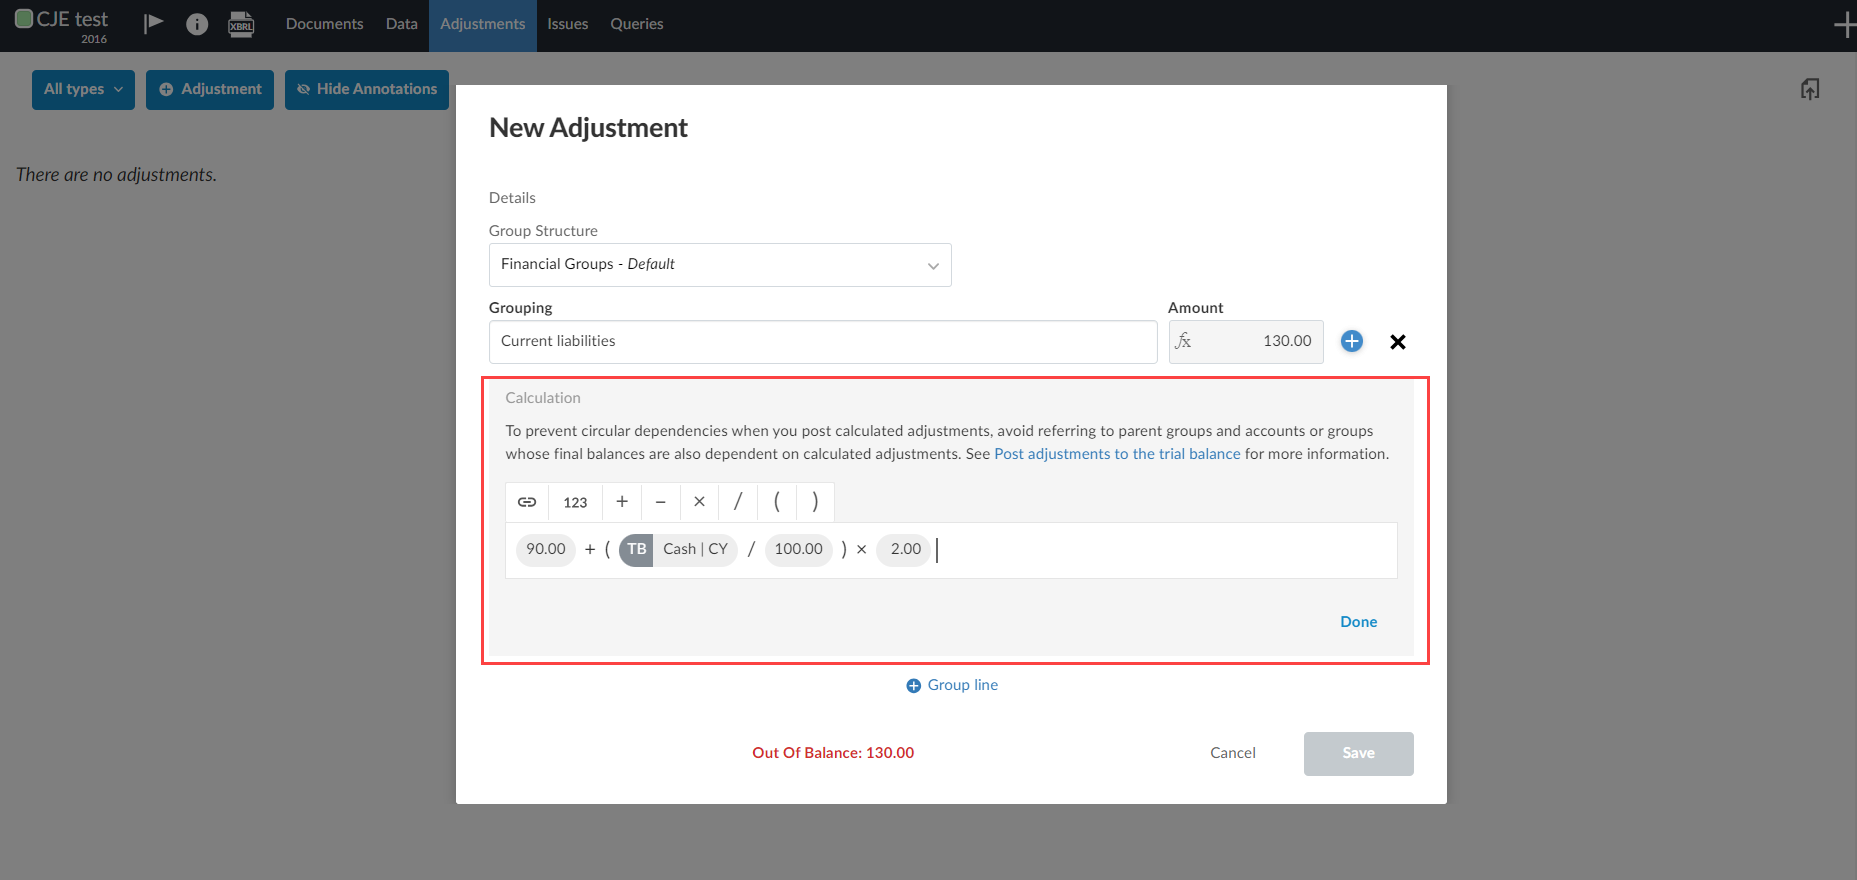 CJE test
2016
XBRL
Documents
Data
Adjustments
Issues
Queries
All types
Adjustment
Hide Annotations
There are no adjustments.
New Adjustment
Details
Group Structure
Financial Groups - Default
Grouping
Amount
Current liabilities
fx 130.00
Calculation
To prevent circular dependencies when you post calculated adjustments, avoid referring to parent groups and accounts or groups
whose final balances are also dependent on calculated adjustments. See Post adjustments to the trial balance for more information.
123 + − × / ( )
90.00 + ( TB Cash | CY / 100.00 ) × 2.00
Done
Group line
Out Of Balance: 130.00
Cancel
Save